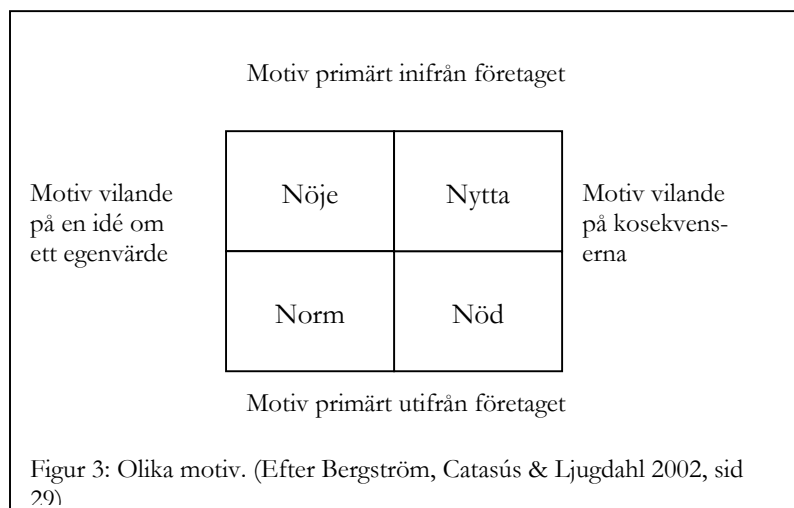 Motiv primärt inifrån företaget
Motiv vilande
på en idé om
ett egenvärde
Nöje
Nytta
Motiv vilande
på kosekvens-
erna
Norm
Nöd
Motiv primärt utifrån företaget
Figur 3: Olika motiv. (Efter Bergström, Catasús & Ljugdahl 2002, sid
29)